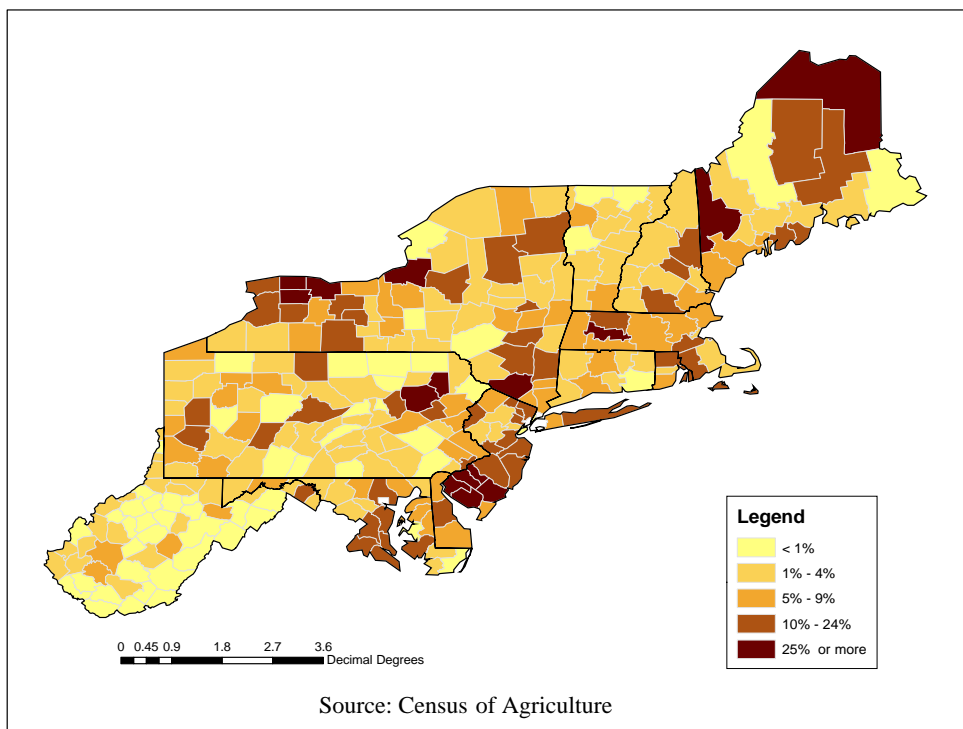 Legend
< 1%
1% - 4%
5% - 9%
10% - 24%
25% or more
0 0.45 0.9 1.8 2.7 3.6
Decimal Degrees
Source: Census of Agriculture